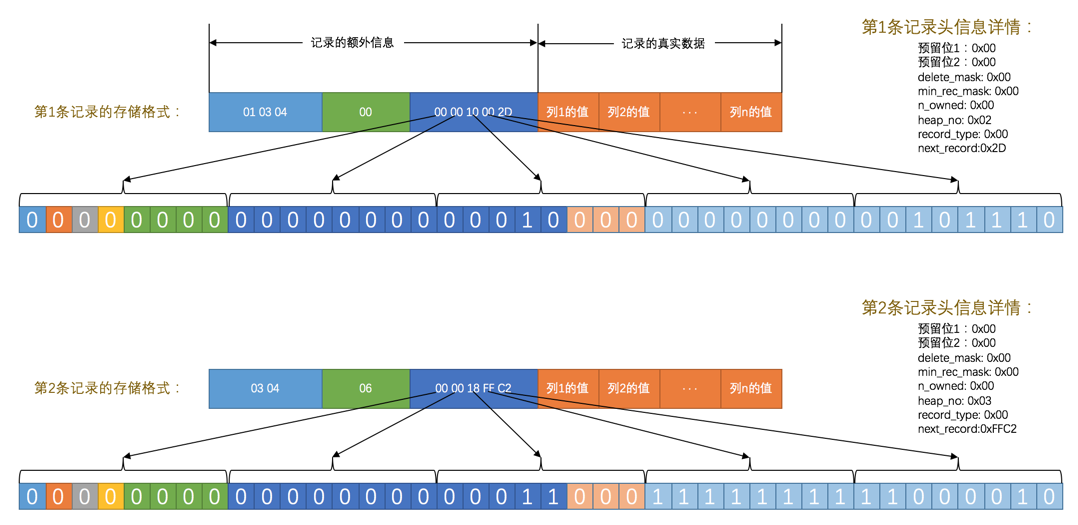 记录的额外信息
记录的真实数据
第1条记录头信息详情：
预留位1：0x00
预留位2：0x00
delete_mask: 0x00
min_rec_mask: 0x00
n_owned: 0x00
heap_no: 0x02
record_type: 0x00
next_record:0x2D
第1条记录的存储格式：
01 03 04
00
00 00 10 00 2D
列1的值
列2的值
···
列n的值
0 0 0 0 0 0 0 0 0 0 0 0 0 0 0 0 0 0 0 1 0 0 0 0 0 0 0 0 0 0 0 0 0 0 1 0 1 1 1 0
第2条记录头信息详情：
预留位1：0x00
预留位2：0x00
delete_mask: 0x00
min_rec_mask: 0x00
n_owned: 0x00
heap_no: 0x03
record_type: 0x00
next_record:0xFFC2
第2条记录的存储格式：
03 04
06
00 00 18 FF C2
列1的值
列2的值
···
列n的值
0 0 0 0 0 0 0 0 0 0 0 0 0 0 0 0 0 0 0 1 1 0 0 0 1 1 1 1 1 1 1 1 1 1 0 0 0 0 1 0